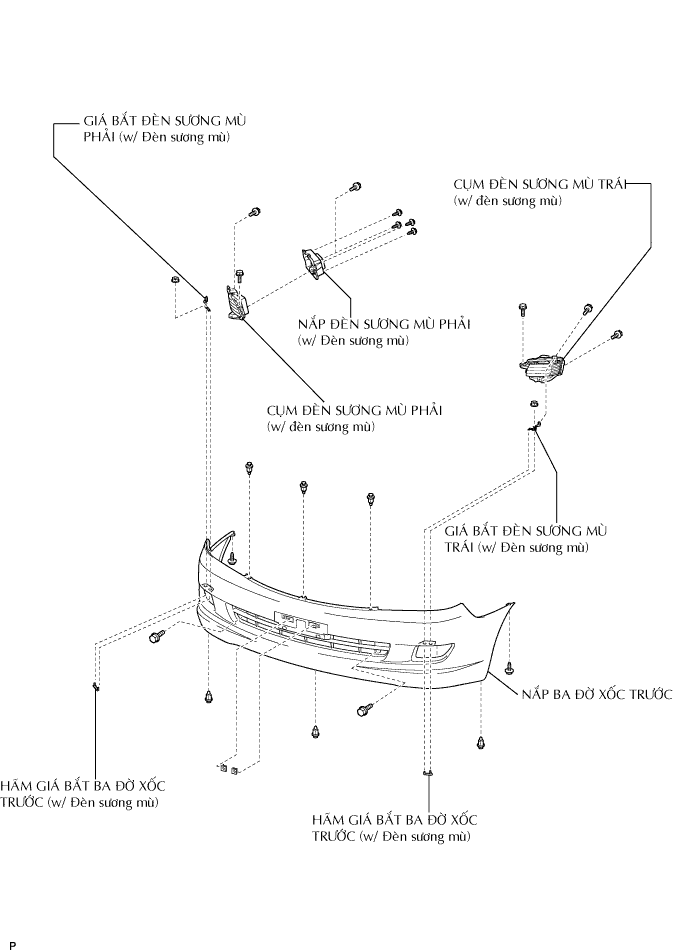 GIÁ BẮT ĐÈN SƯƠNG MÙ
PHẢI (w/ Đèn sương mù)
CỤM ĐÈN SƯƠNG MÙ TRÁI
(w/ đèn sương mù)
NẮP ĐÈN SƯƠNG MÙ PHẢI
(w/ Đèn sương mù)
CỤM ĐÈN SƯƠNG MÙ PHẢI
(w/ đèn sương mù)
GIÁ BẮT ĐÈN SƯƠNG MÙ
TRÁI (w/ Đèn sương mù)
NẮP BA ĐỜ XỐC TRƯỚC
HÃM GIÁ BẮT BA ĐỜ XỐC
TRƯỚC (w/ Đèn sương mù)
HÃM GIÁ BẮT BA ĐỜ XỐC
TRƯỚC (w/ Đèn sương mù)
P